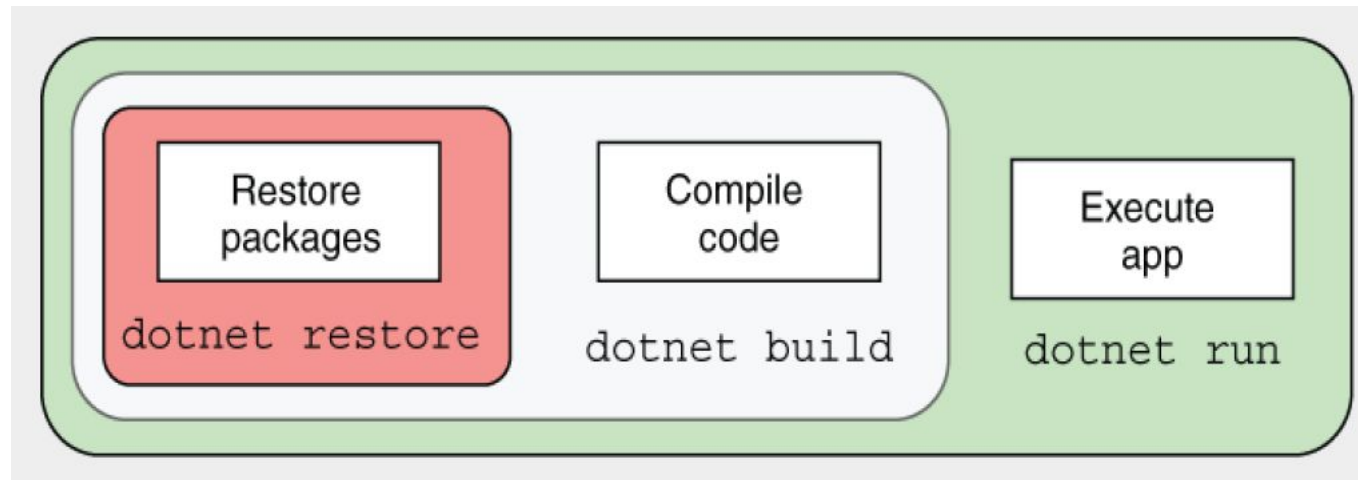 Restore
packages
dotnet restore
Compile
code
dotnet build
Execute
app
dotnet run